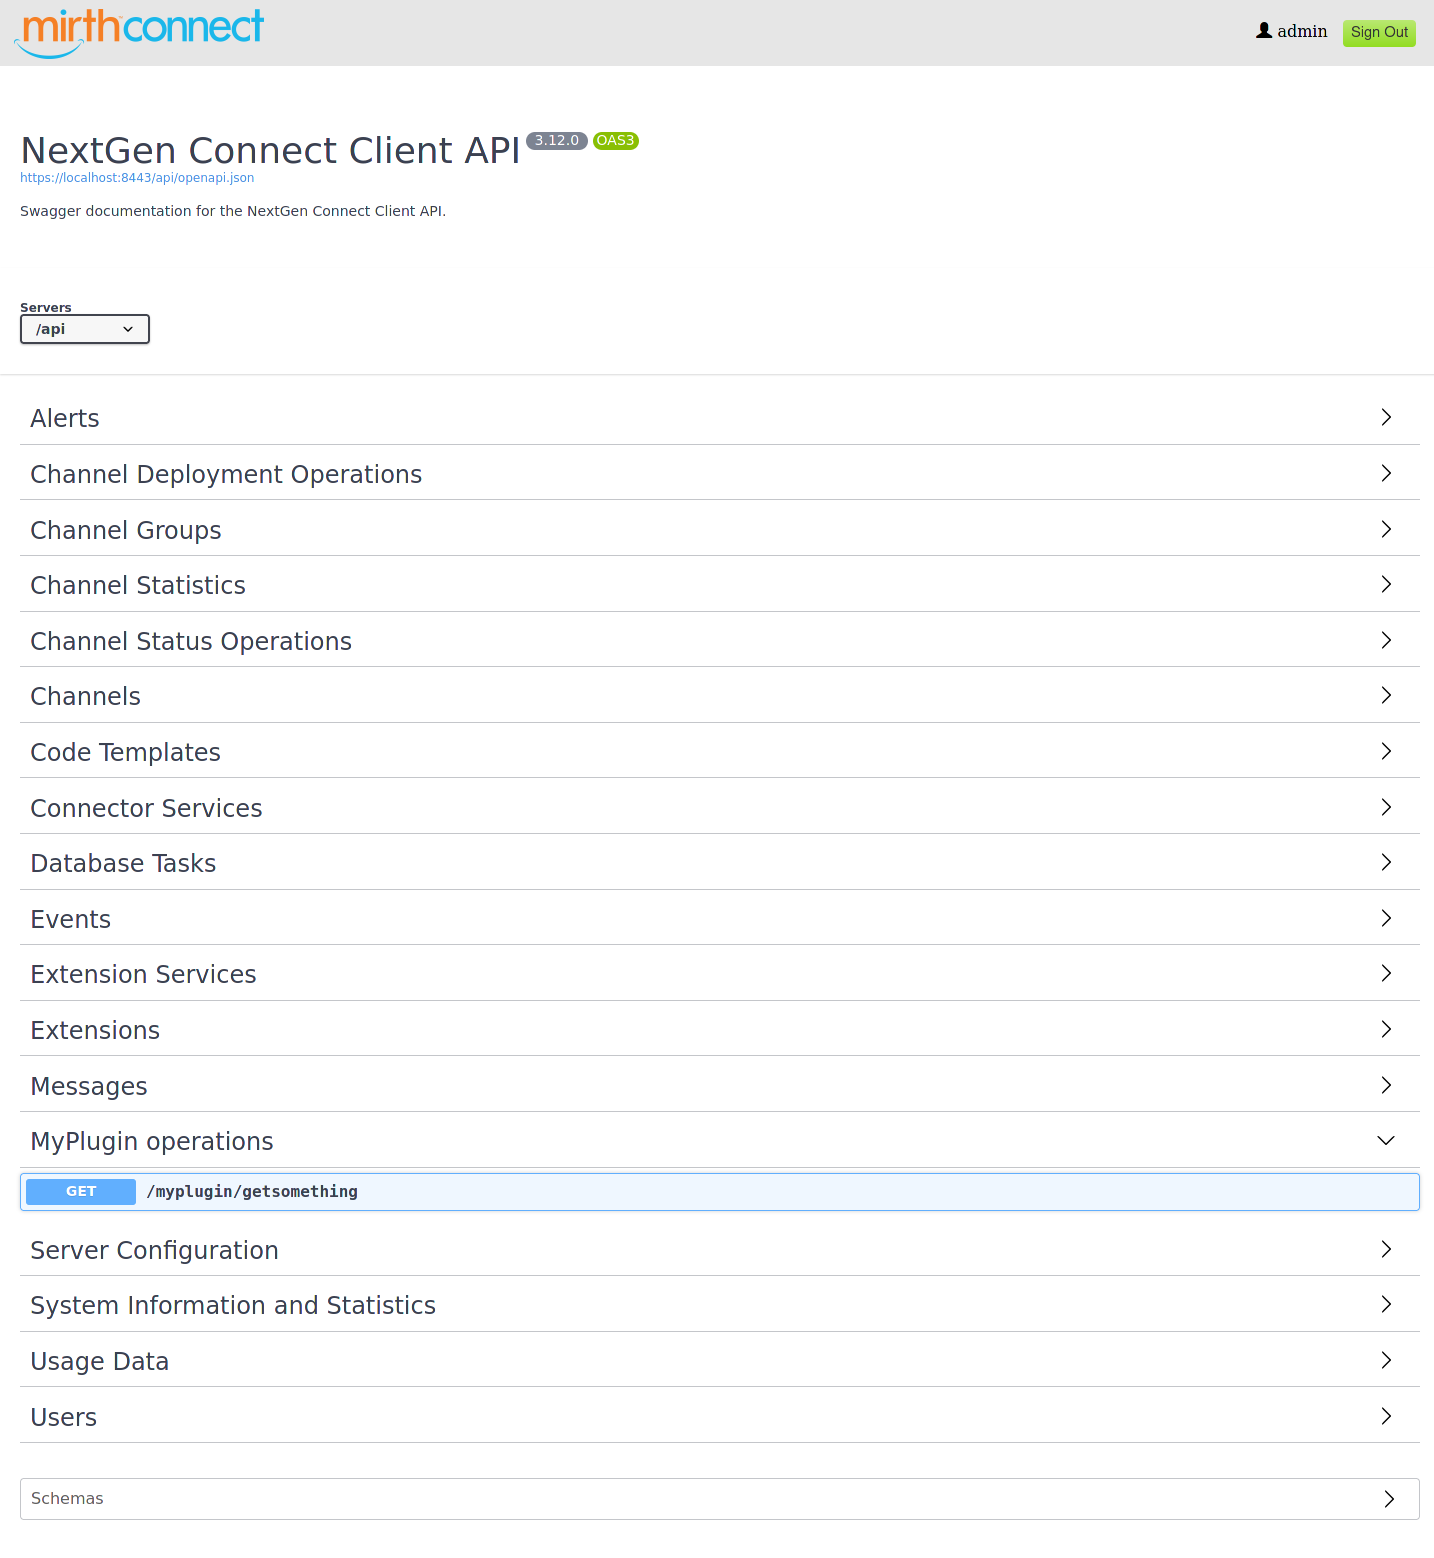 mirthconnect
admin
Sign Out
NextGen Connect Client API 3.12.0 OAS3
https://localhost:8443/api/openapi.json
Swagger documentation for the NextGen Connect Client API.
Servers
/api
Alerts
Channel Deployment Operations
Channel Groups
Channel Statistics
Channel Status Operations
Channels
Code Templates
Connector Services
Database Tasks
Events
Extension Services
Extensions
Messages
MyPlugin operations
GET /myplugin/getsomething
Server Configuration
System Information and Statistics
Usage Data
Users
Schemas